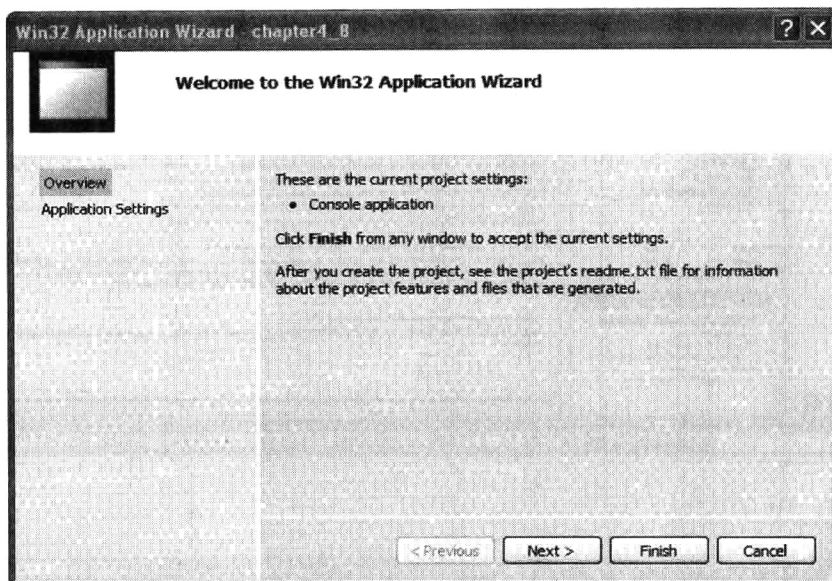 Win32 Application Wizard - chapter4_8
Welcome to the Win32 Application Wizard
Overview
Application Settings
These are the current project settings:
• Console application
Click Finish from any window to accept the current settings.
After you create the project, see the project's readme.txt file for information
about the project features and files that are generated.
< Previous
Next >
Finish
Cancel